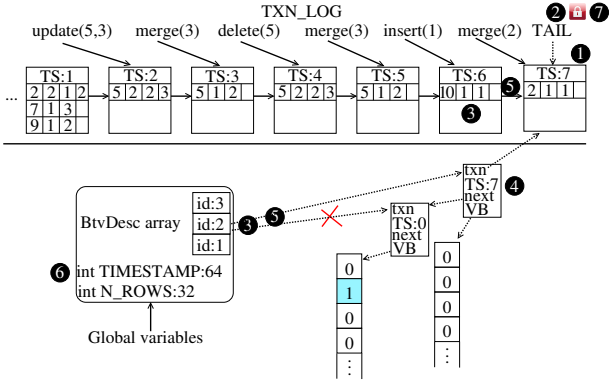 TXN_LOG
2 7
update(5,3) merge(3) delete(5) merge(3) insert(1) merge(2) TAIL
1
TS:1 TS:2 TS:3 TS:4 TS:5 TS:6 TS:7
... 2 2 1 2 5 2 2 3 5 1 2 5 2 2 3 5 1 2 10 1 1 5 2 1 1
7 1 3 3
9 1 2
txn
TS:7 4
next
VB
id:3
BtvDesc array id:2 3 5
id:1
txn
TS:0
next
VB
6 int TIMESTAMP:64
int N_ROWS:32
Global variables
0
1
0
0
⋮
0
0
0
0
⋮